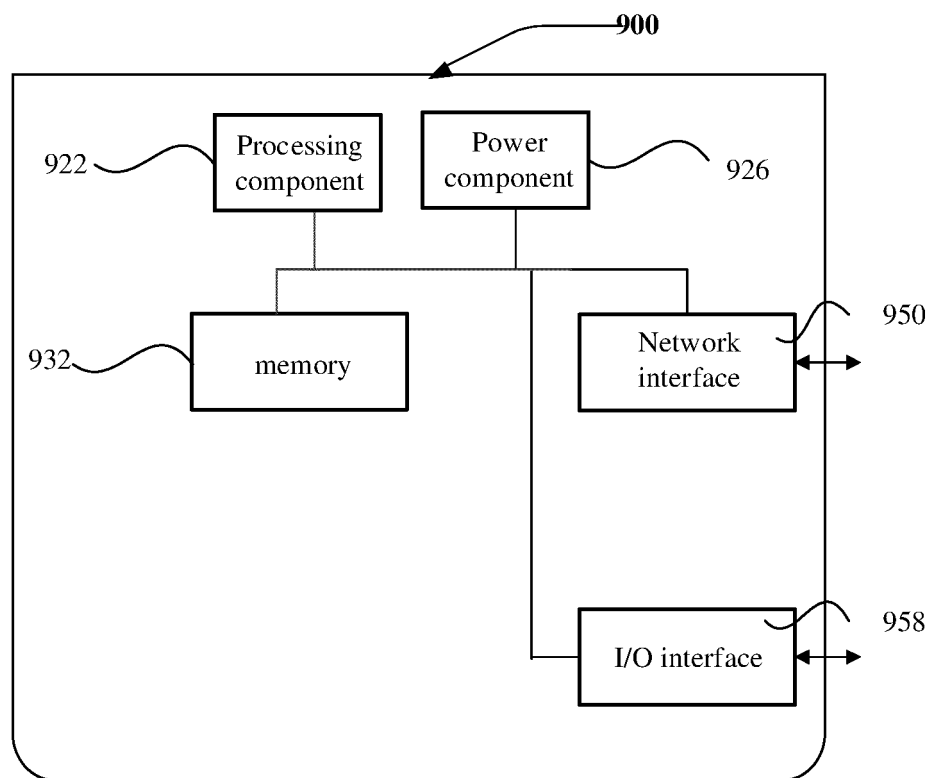 900
Processing
component
922
Power
component
926
932
memory
Network
interface
950
I/O interface
958